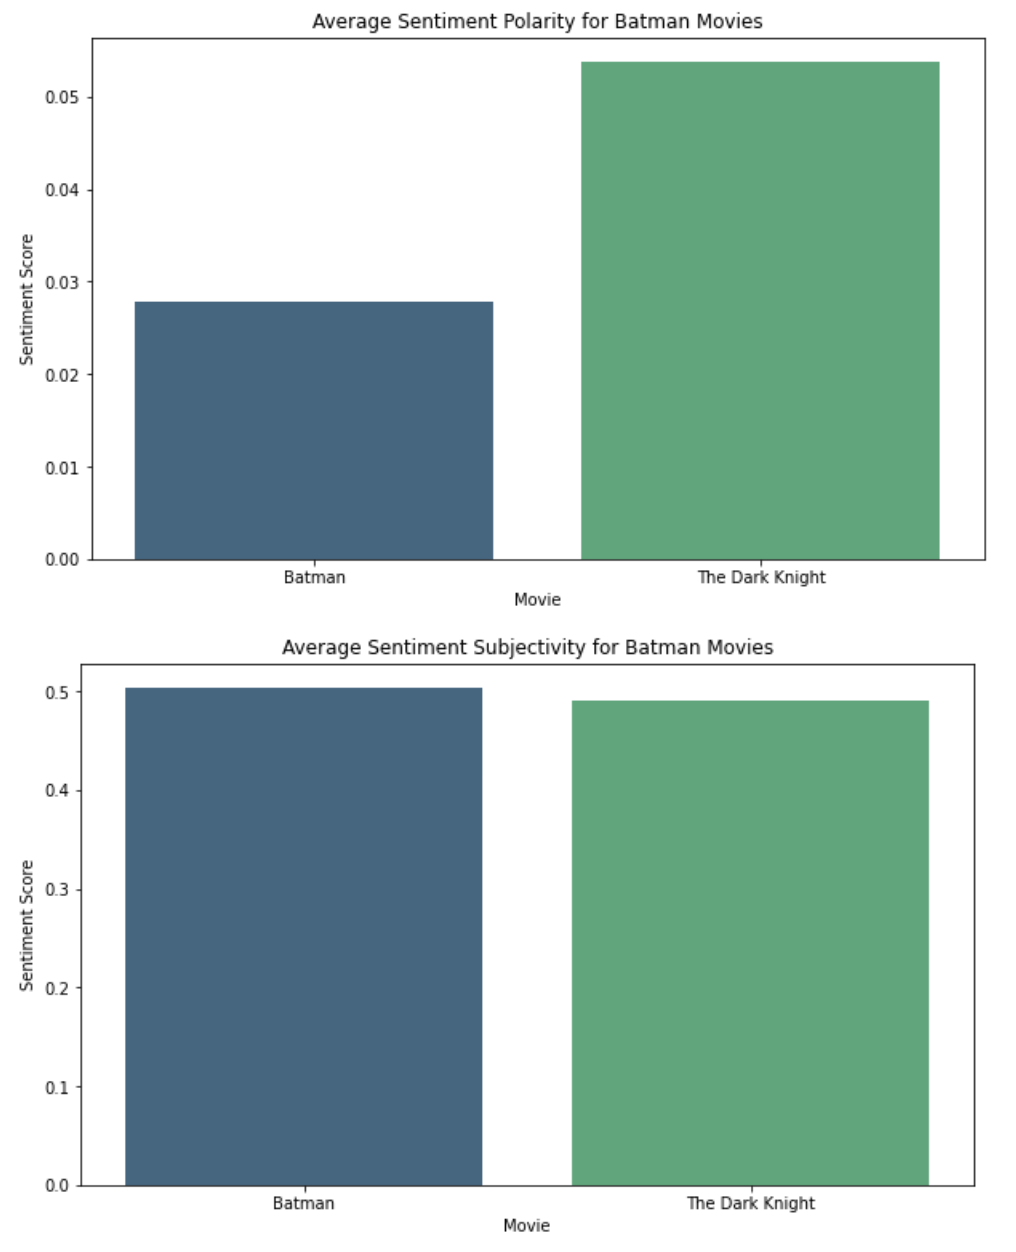 Average Sentiment Polarity for Batman Movies
0.05
0.04
0.03
0.02
0.01
0.00
Sentiment Score
Batman The Dark Knight
Movie
Average Sentiment Subjectivity for Batman Movies
0.5
0.4
0.3
0.2
0.1
0.0
Sentiment Score
Batman The Dark Knight
Movie